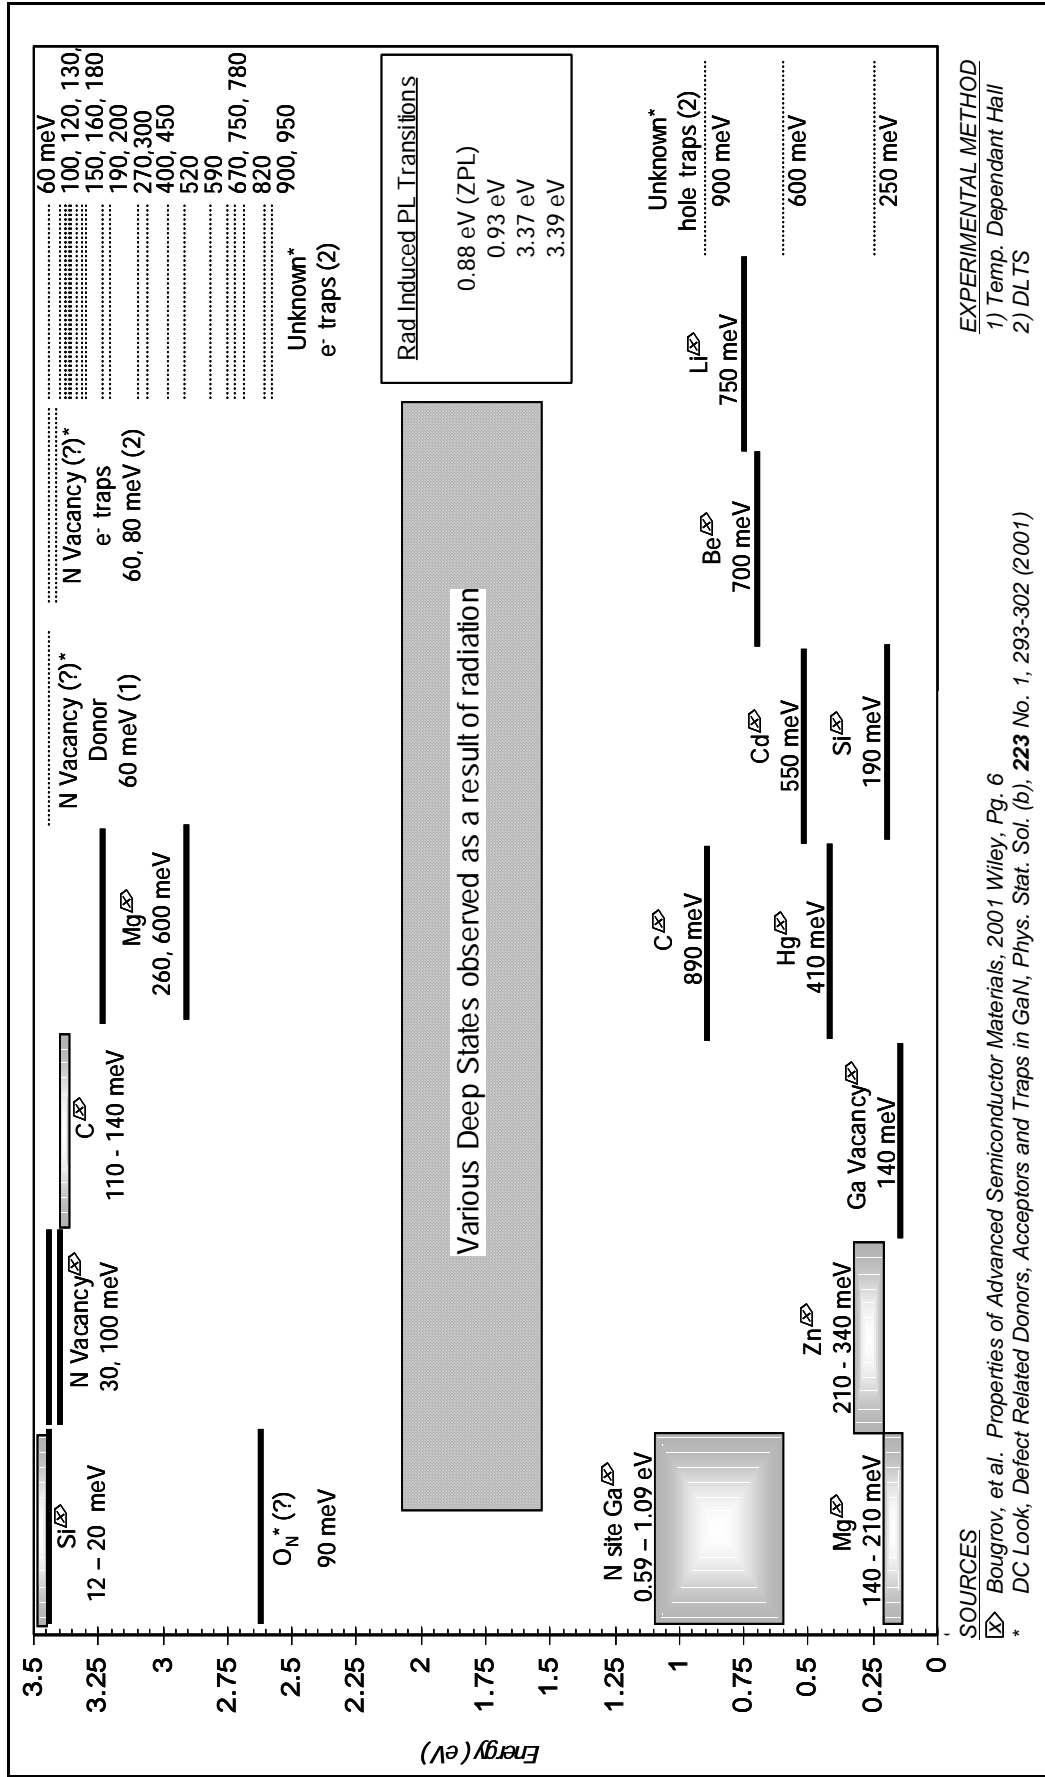 3.5
3.25
3
2.75
2.5
2.25
2
1.75
1.5
1.25
1
0.75
0.5
0.25
0
Energy (eV)
Si☒
12 – 20 meV
N Vacancy☒
30, 100 meV
C☒
110 - 140 meV
Mg☒
260, 600 meV
N Vacancy (?)*
Donor
60 meV (1)
N Vacancy (?)*
e- traps
60, 80 meV (2)
60 meV
100, 120, 130,
150, 160, 180
190, 200
270,300
400, 450
520
590
670, 750, 780
820
900, 950
Unknown*
e- traps (2)
ON* (?)
90 meV
Various Deep States observed as a result of radiation
Rad Induced PL Transitions
0.88 eV (ZPL)
0.93 eV
3.37 eV
3.39 eV
N site Ga☒
0.59 – 1.09 eV
Mg☒
140 - 210 meV
Zn☒
210 - 340 meV
Ga Vacancy☒
140 meV
C☒
890 meV
Hg☒
410 meV
Cd☒
550 meV
Si☒
190 meV
Be☒
700 meV
Li☒
750 meV
Unknown*
hole traps (2)
900 meV
600 meV
250 meV
SOURCES
☒ Bougrov, et al. Properties of Advanced Semiconductor Materials, 2001 Wiley, Pg. 6
* DC Look, Defect Related Donors, Acceptors and Traps in GaN, Phys. Stat. Sol. (b), 223 No. 1, 293-302 (2001)
EXPERIMENTAL METHOD
1) Temp. Dependant Hall
2) DLTS